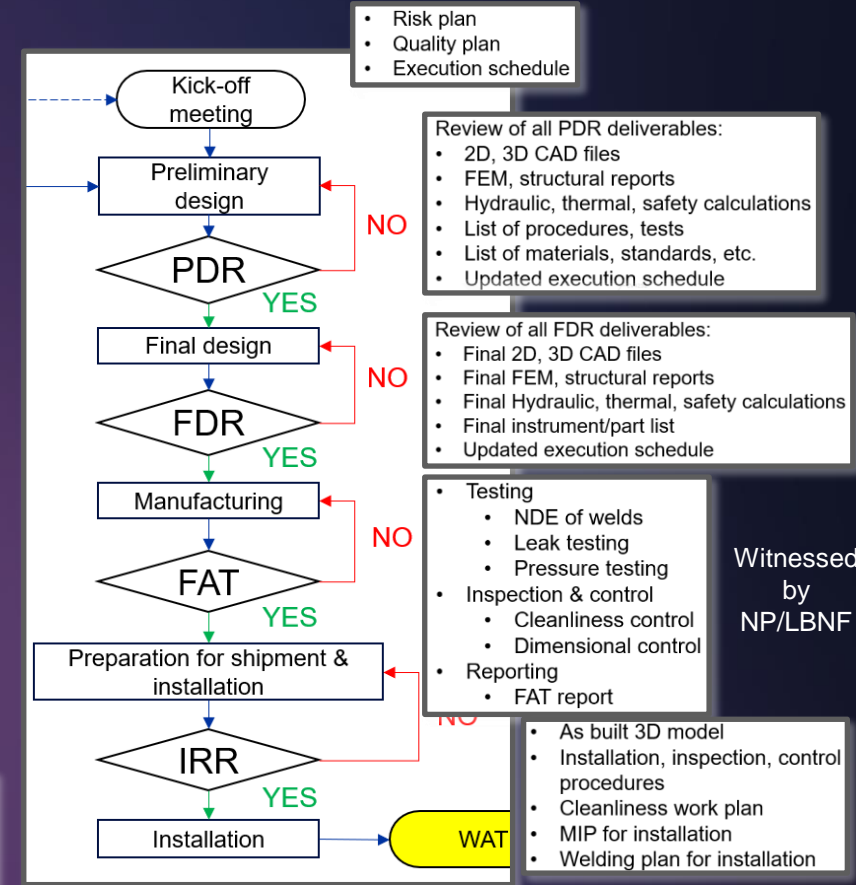 • Risk plan
• Quality plan
• Execution schedule
Kick-off
meeting
Preliminary
design
NO
PDR
YES
Review of all PDR deliverables:
• 2D, 3D CAD files
• FEM, structural reports
• Hydraulic, thermal, safety calculations
• List of procedures, tests
• List of materials, standards, etc.
• Updated execution schedule
Final design
NO
FDR
YES
Review of all FDR deliverables:
• Final 2D, 3D CAD files
• Final FEM, structural reports
• Final Hydraulic, thermal, safety calculations
• Final instrument/part list
• Updated execution schedule
Manufacturing
NO
FAT
YES
• Testing
• NDE of welds
• Leak testing
• Pressure testing
• Inspection & control
• Cleanliness control
• Dimensional control
• Reporting
• FAT report
Witnessed
by
NP/LBNF
Preparation for shipment &
installation
NO
IRR
YES
• As built 3D model
• Installation, inspection, control
procedures
• Cleanliness work plan
• MIP for installation
• Welding plan for installation
Installation
WAT